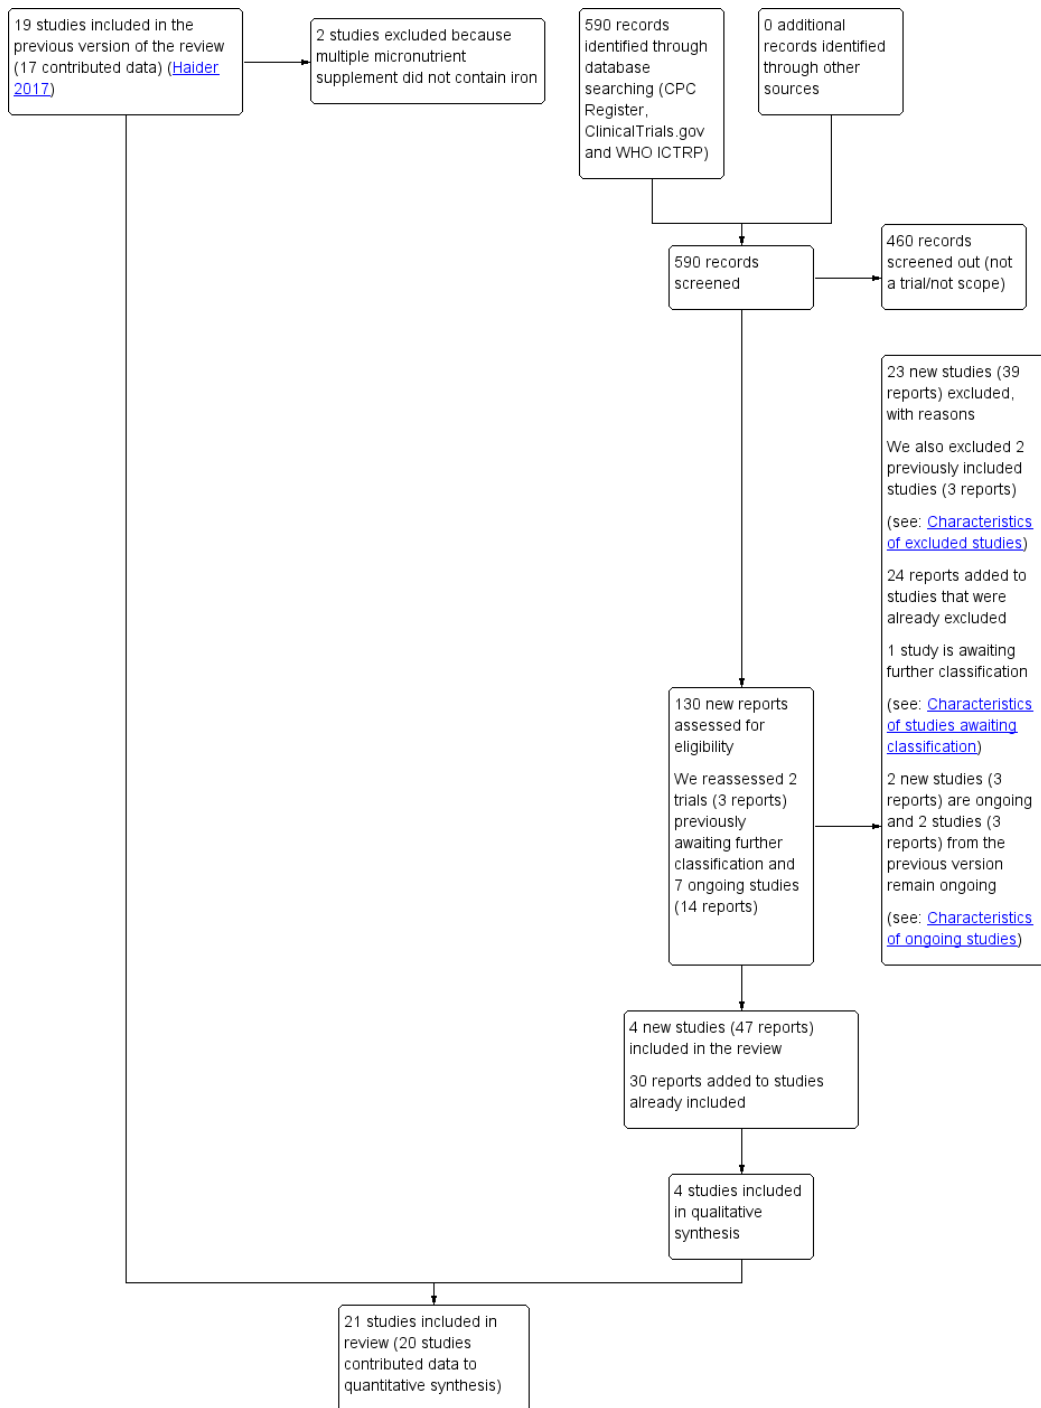 19 studies included in the
previous version of the review
(17 contributed data) (Haider
2017)
2 studies excluded because
multiple micronutrient
supplement did not contain iron
590 records
identified through
database
searching (CPC
Register,
ClinicalTrials.gov
and WHO ICTRP)
0 additional
records identified
through other
sources
590 records
screened
460 records
screened out (not
a trial/not scope)
23 new studies (39
reports) excluded,
with reasons
We also excluded 2
previously included
studies (3 reports)
(see: Characteristics
of excluded studies)
24 reports added to
studies that were
already excluded
1 study is awaiting
further classification
(see: Characteristics
of studies awaiting
classification)
2 new studies (3
reports) are ongoing
and 2 studies (3
reports) from the
previous version
remain ongoing
(see: Characteristics
of ongoing studies)
130 new reports
assessed for
eligibility
We reassessed 2
trials (3 reports)
previously
awaiting further
classification and
7 ongoing studies
(14 reports)
4 new studies (47 reports)
included in the review
30 reports added to studies
already included
4 studies included
in qualitative
synthesis
21 studies included in
review (20 studies
contributed data to
quantitative synthesis)